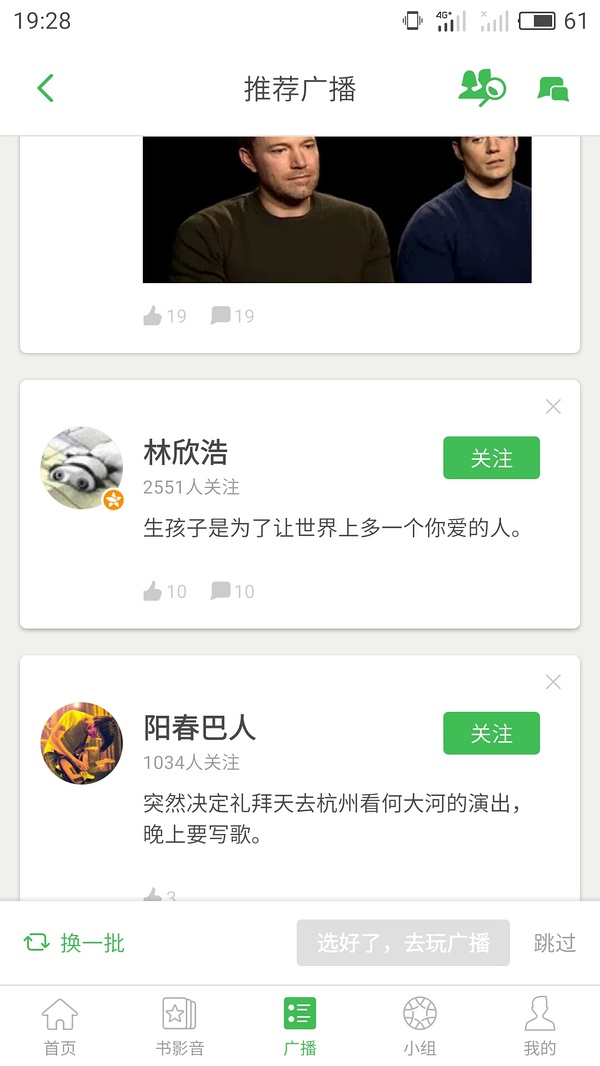 19:28
4G+
61
推荐广播
19
19
林欣浩
关注
2551人关注
生孩子是为了让世界上多一个你爱的人。
10
10
阳春巴人
关注
1034人关注
突然决定礼拜天去杭州看何大河的演出，
晚上要写歌。
3
换一批
选好了，去玩广播
跳过
首页
书影音
广播
小组
我的